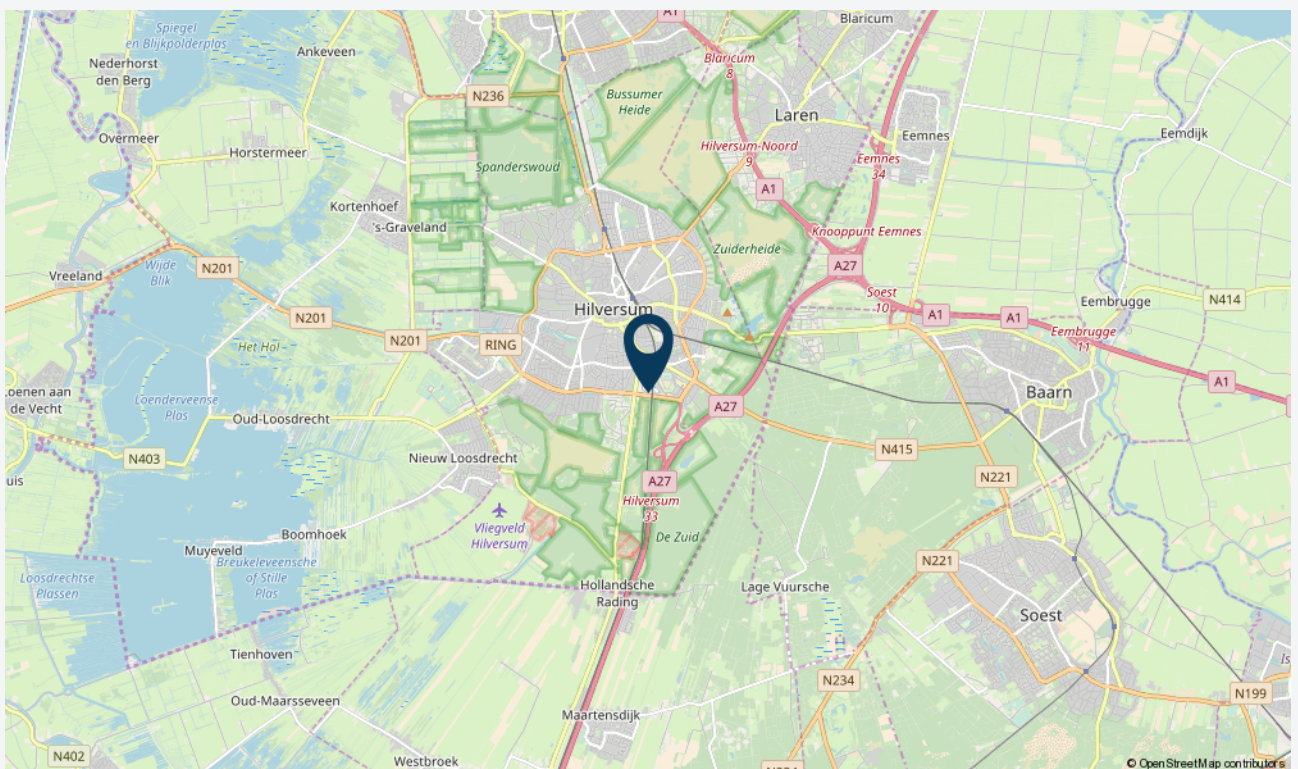 A1
Blaricum
Spiegel
en Blijkpolderplas
Ankeveen
Nederhorst
den Berg
Blaricum
8
N236
Bussumer
Heide
Laren
Overmeer
Horstermeer
Eemnes
Eemdijk
Hilversum-Noord
9
Eemnes
34
Spanderswoud
A1
Kortenhoef
's-Graveland
Knooppunt Eemnes
Zuiderheide
Vreeland
Wijde
Blik
N201
A27
Soest
10
Eembrugge
N414
Hilversum
N201
A1
A1
Het Hol
N201
RING
Eembrugge
11
A1
Loenderveense
Plas
oenen aan
de Vecht
Baarn
A27
Oud-Loosdrecht
N403
Nieuw Loosdrecht
N415
uis
A27
N221
Hilversum
33
Vliegveld
Hilversum
De Zuid
Boomhoek
Muyeveld
Breukeleveensche
of Stille
Plas
N221
Loosdrechtse
Plassen
Hollandsche
Rading
Lage Vuursche
Soest
Tienhoven
Is
N234
N199
Oud-Maarsseveen
Maartensdijk
N402
Westbroek
© OpenStreetMap contributors